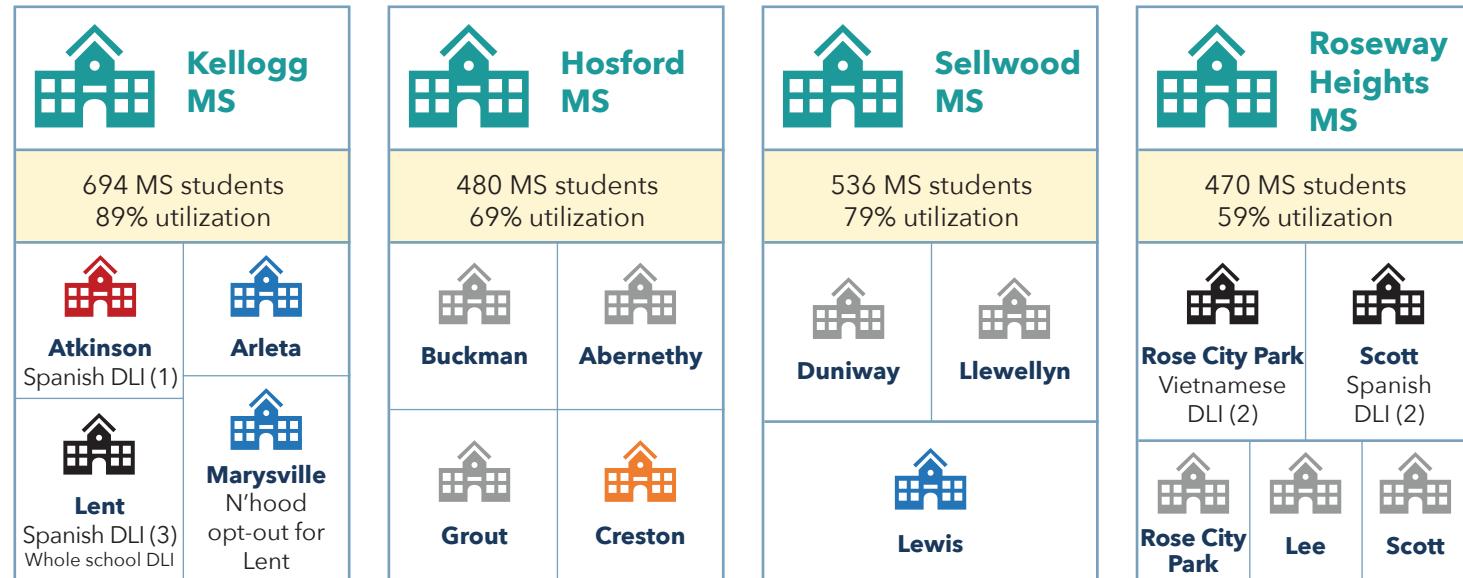 Kellogg
MS
694 MS students
89% utilization
Atkinson
Spanish DLI (1)
Arleta
Lent
Spanish DLI (3)
Whole school DLI
Marysville
N’hood
opt-out for
Lent
Hosford
MS
480 MS students
69% utilization
Buckman
Abernethy
Grout
Creston
Sellwood
MS
536 MS students
79% utilization
Duniway
Llewellyn
Lewis
Roseway
Heights
MS
470 MS students
59% utilization
Rose City Park
Vietnamese
DLI (2)
Scott
Spanish
DLI (2)
Rose City
Park
Lee
Scott